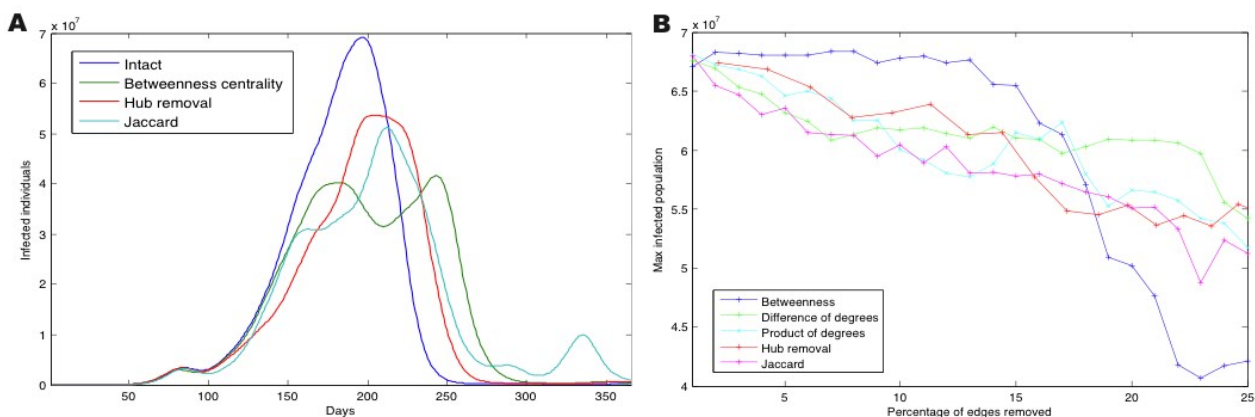 A
x 10^7
7
6
5
4
3
2
1
0
Infected individuals
Intact
Betweenness centrality
Hub removal
Jaccard
50
100
150
200
250
300
350
Days
B
x 10^7
7
6.5
6
5.5
5
4.5
4
Max infected population
Betweenness
Difference of degrees
Product of degrees
Hub removal
Jaccard
5
10
15
20
25
Percentage of edges removed